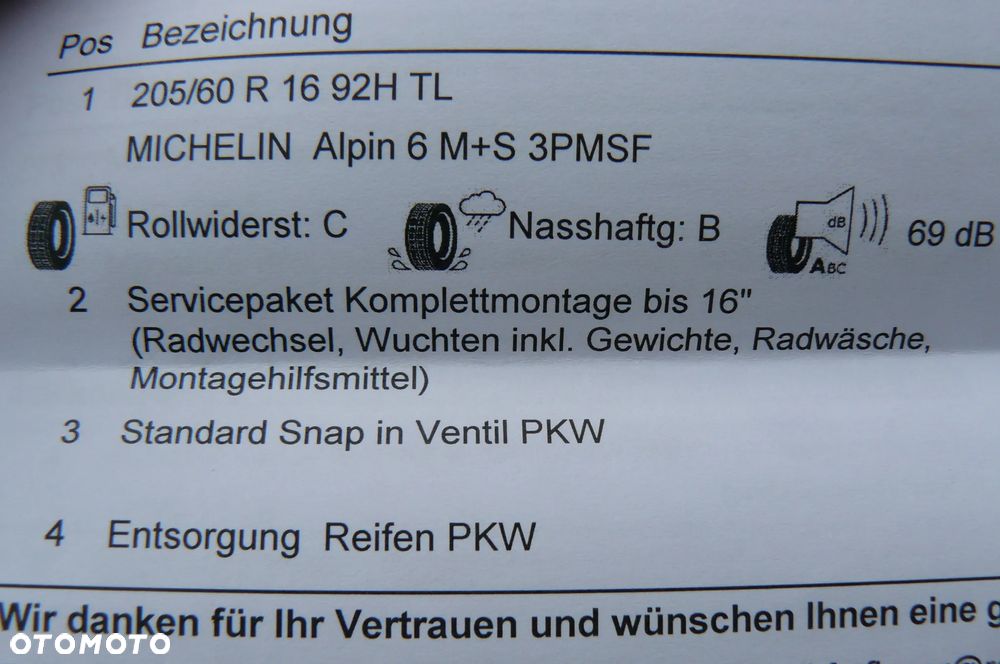 Pos Bezeichnung
1 205/60 R 16 92H TL
MICHELIN Alpin 6 M+S 3PMSF
Rollwiderst: C Nasshaftg: B dB ABC 69 dB
2 Servicepaket Komplettmontage bis 16"
(Radwechsel, Wuchten inkl. Gewichte, Radwäsche,
Montagehilfsmittel)
3 Standard Snap in Ventil PKW
4 Entsorgung Reifen PKW
Wir danken für Ihr Vertrauen und wünschen Ihnen eine g
OTOMOTO